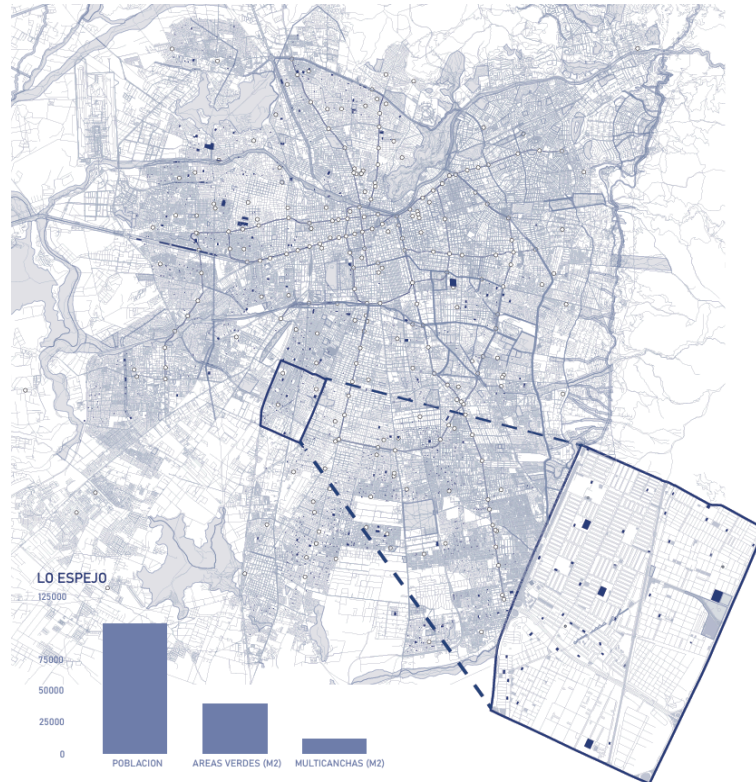 LO ESPEJO
125000
75000
50000
25000
0
POBLACION
AREAS VERDES (M2)
MULTICANCHAS (M2)